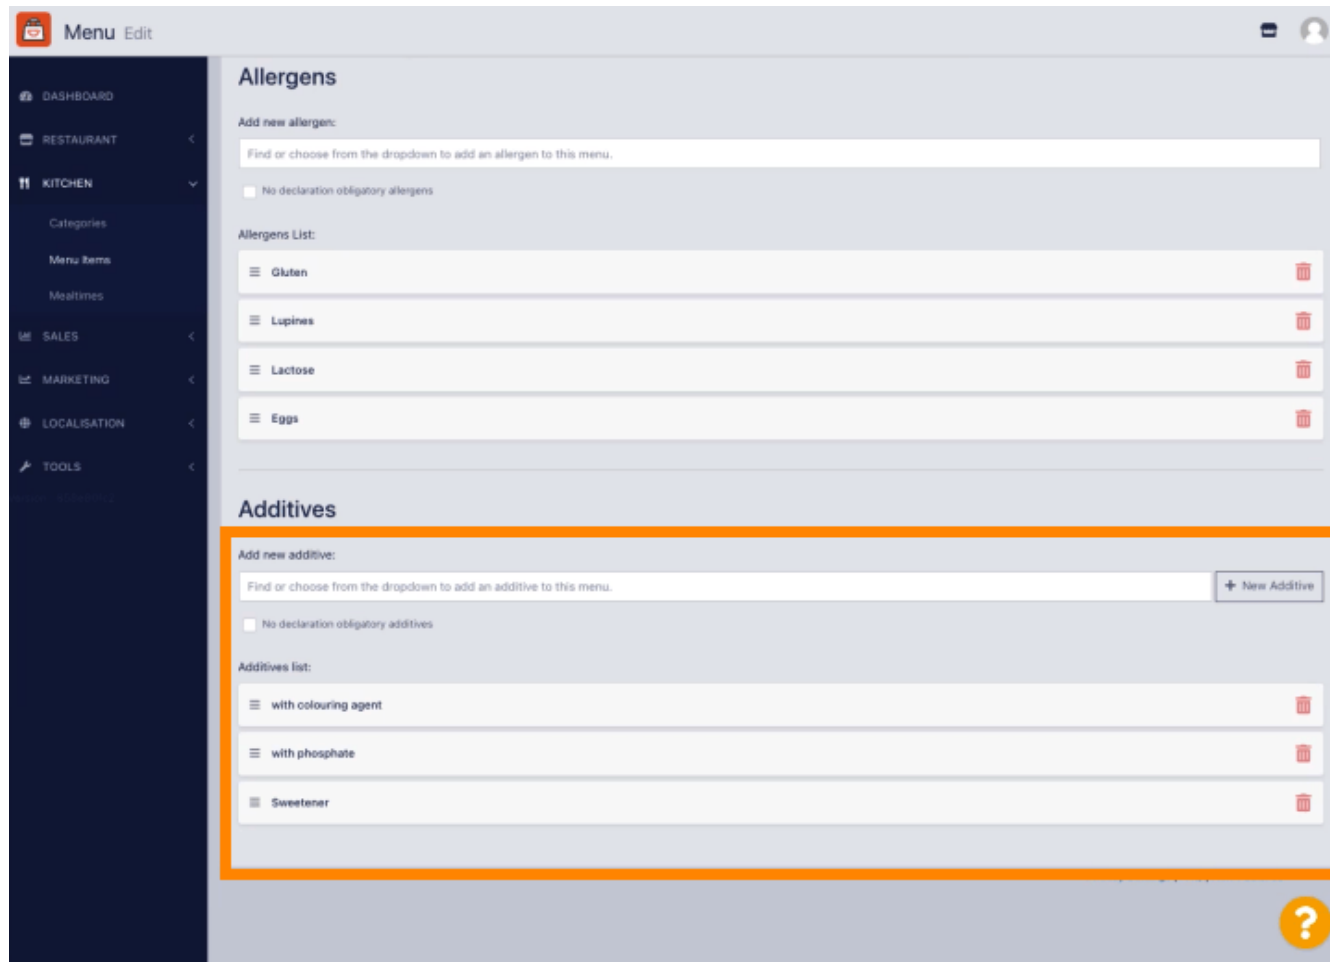 Menu Edit
DASHBOARD
RESTAURANT
KITCHEN
Categories
Menu Items
Mealtimes
SALES
MARKETING
LOCALISATION
TOOLS
Allergens
Add new allergen:
Find or choose from the dropdown to add an allergen to this menu.
No declaration obligatory allergens
Allergens List:
Gluten
Lupines
Lactose
Eggs
Additives
Add new additive:
Find or choose from the dropdown to add an additive to this menu.
+ New Additive
No declaration obligatory additives
Additives list:
with colouring agent
with phosphate
Sweetener
?